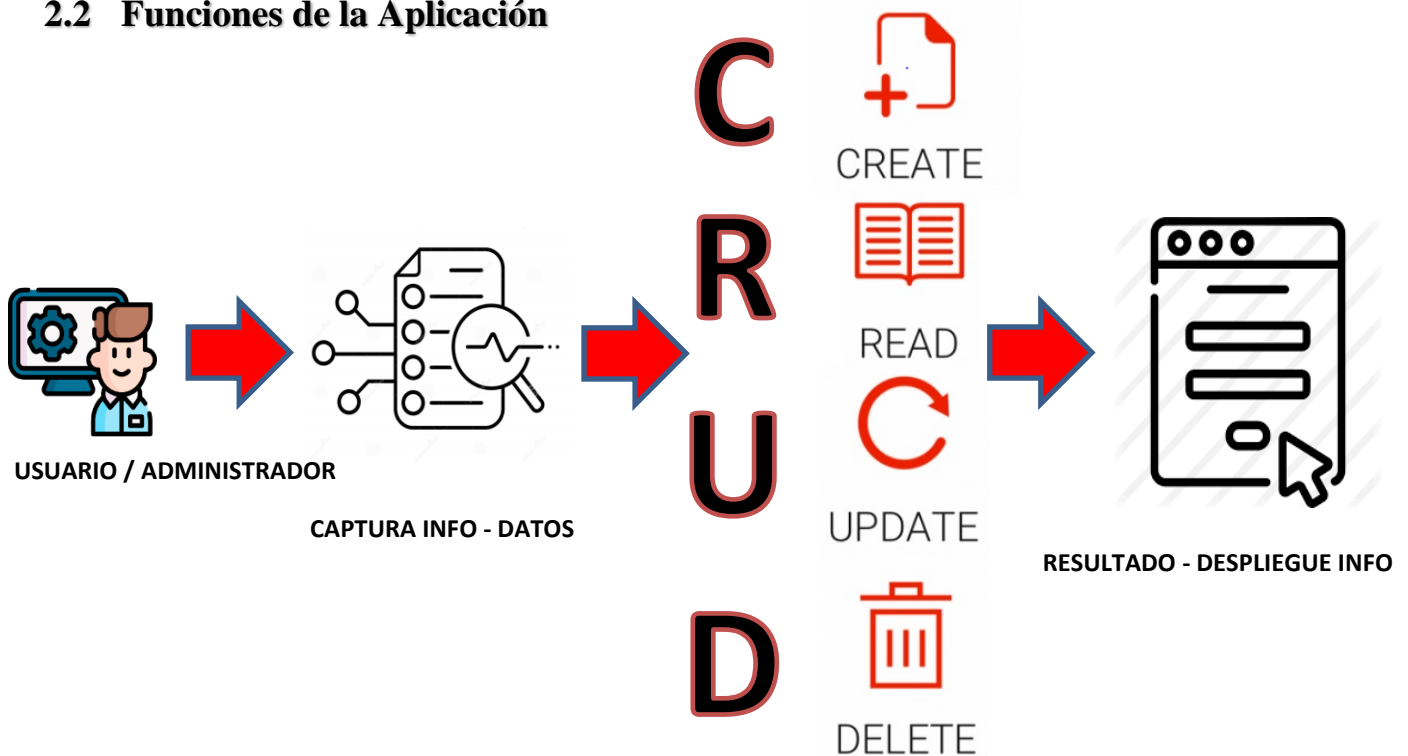 2.2 Funciones de la Aplicación
C
CREATE
R
READ
USUARIO / ADMINISTRADOR
CAPTURA INFO - DATOS
U
UPDATE
RESULTADO - DESPLIEGUE INFO
D
DELETE